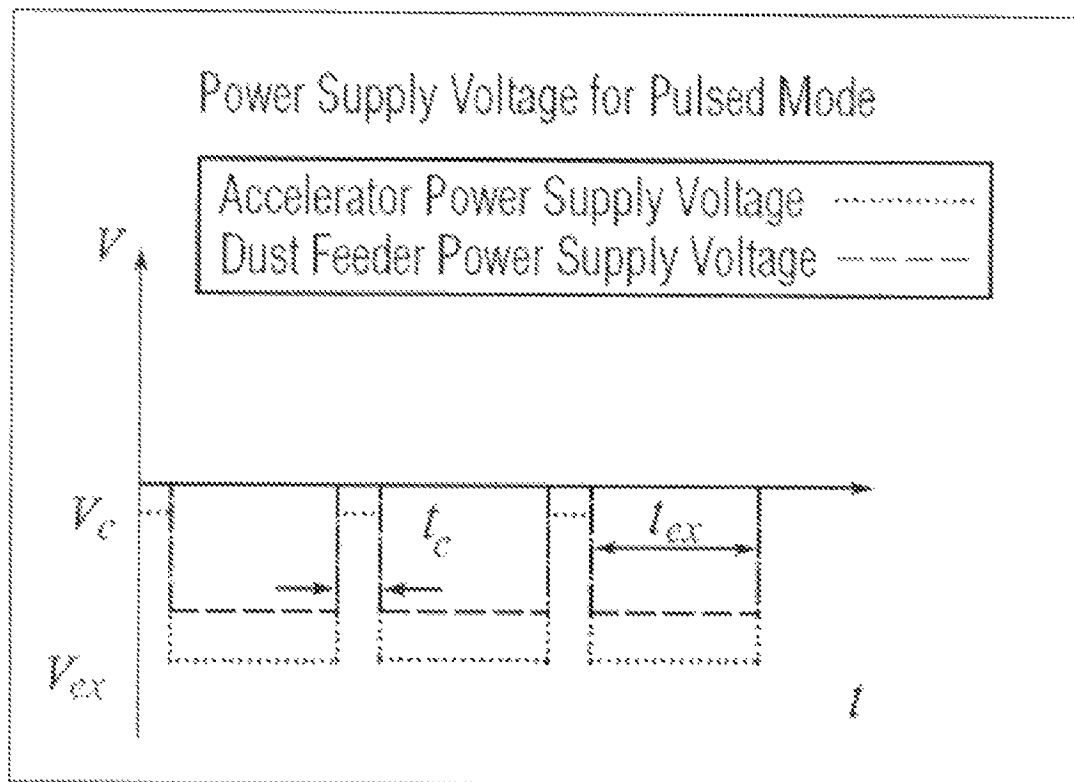 Power Supply Voltage for Pulsed Mode
Accelerator Power Supply Voltage
Dust Feeder Power Supply Voltage
V
V_c
t_c
t_ex
V_ex
t